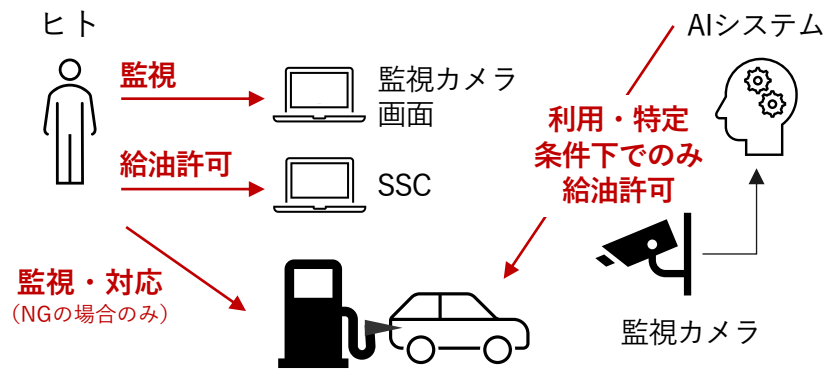 ヒト
監視
監視カメラ
画面
給油許可
SSC
監視・対応
（NGの場合のみ）
AIシステム
利用・特定
条件下でのみ
給油許可
監視カメラ